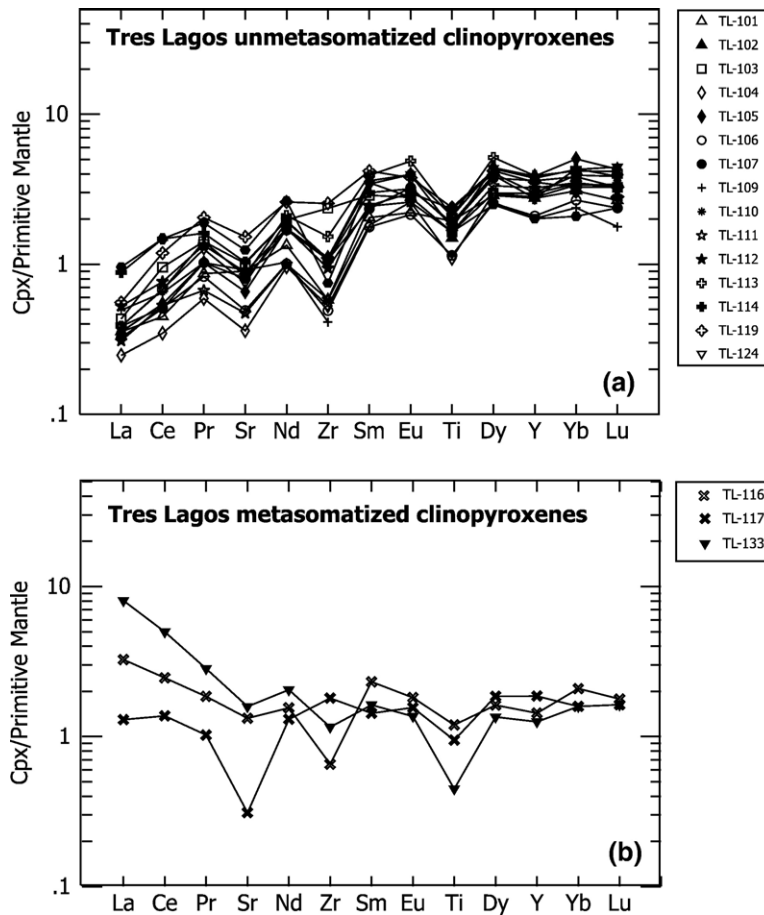 Tres Lagos unmetasomatized clinopyroxenes
10
1
.1
Cpx/Primitive Mantle
(a)
La Ce Pr Sr Nd Zr Sm Eu Ti Dy Y Yb Lu
TL-101
TL-102
TL-103
TL-104
TL-105
TL-106
TL-107
TL-109
TL-110
TL-111
TL-112
TL-113
TL-114
TL-119
TL-124
Tres Lagos metasomatized clinopyroxenes
10
1
.1
Cpx/Primitive Mantle
(b)
La Ce Pr Sr Nd Zr Sm Eu Ti Dy Y Yb Lu
TL-116
TL-117
TL-133